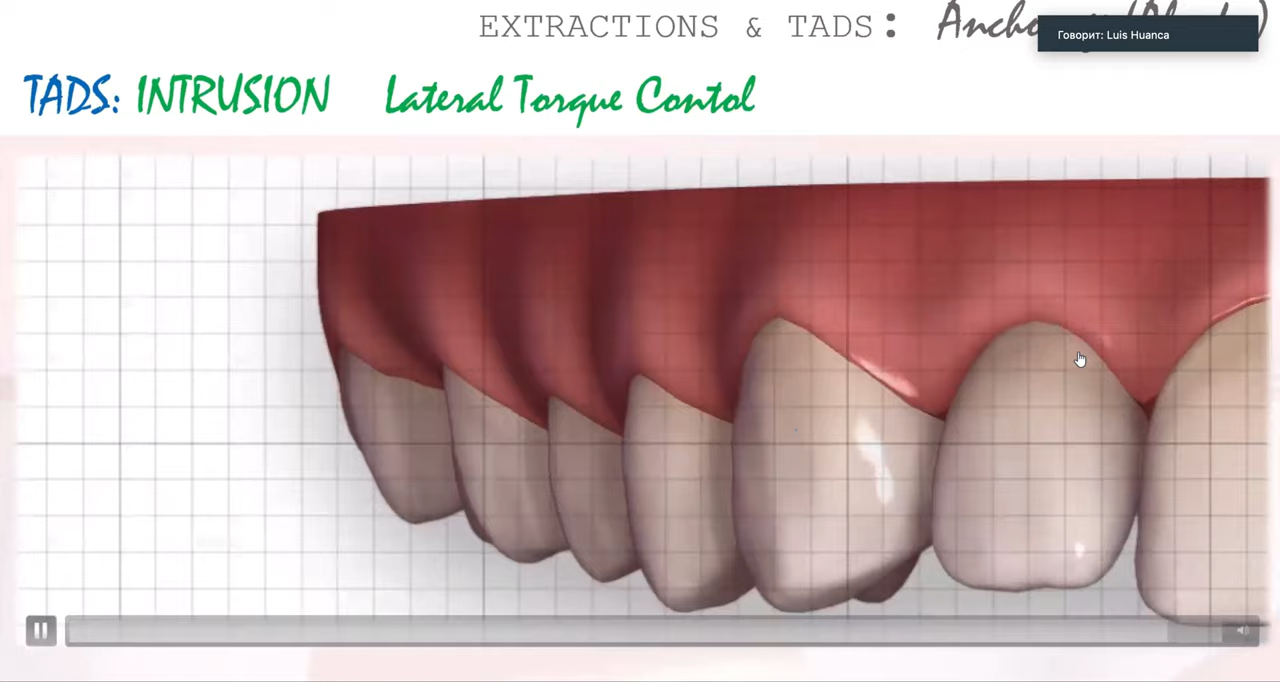 EXTRACTIONS & TADS:
Говорит: Luis Huanca
TADS: INTRUSION Lateral Torque Contol